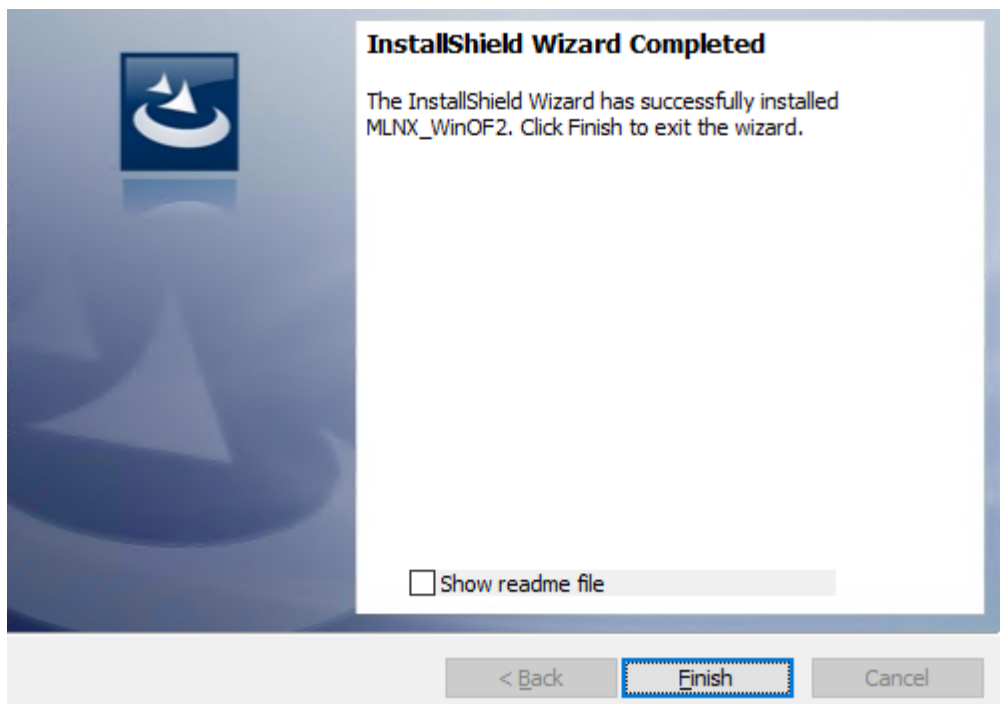 InstallShield Wizard Completed
The InstallShield Wizard has successfully installed
MLNX_WinOF2. Click Finish to exit the wizard.
Show readme file
< Back
Finish
Cancel